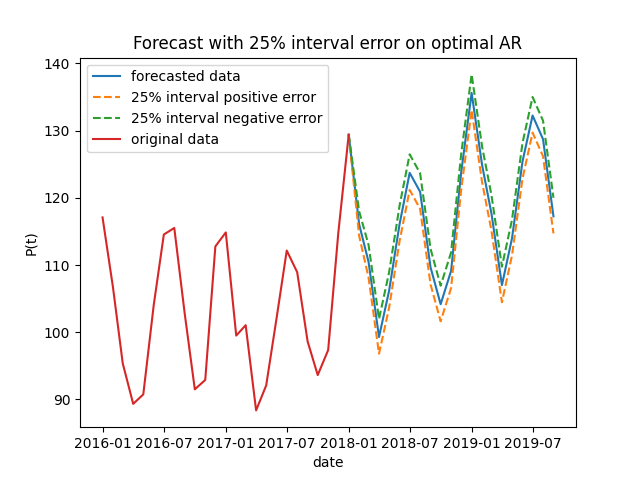 Forecast with 25% interval error on optimal AR
forecasted data
25% interval positive error
25% interval negative error
original data
P(t)
140
130
120
110
100
90
2016-01 2016-07 2017-01 2017-07 2018-01 2018-07 2019-01 2019-07
date